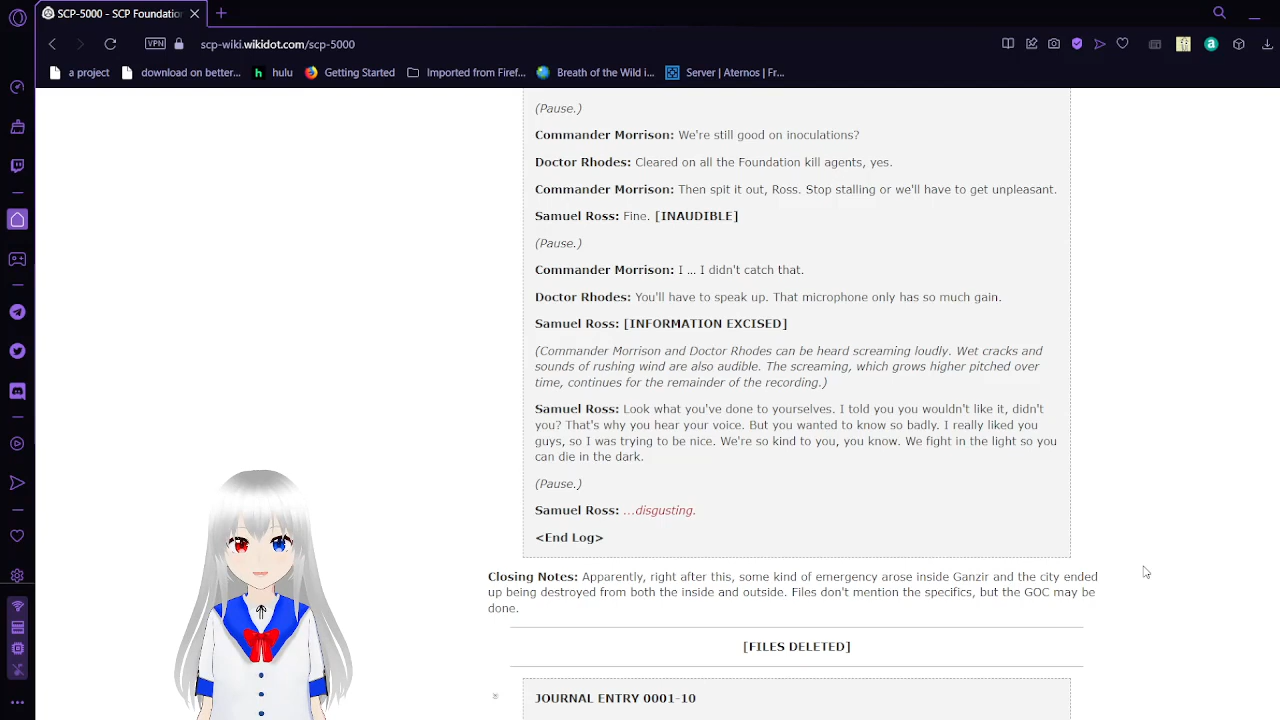 SCP-5000 - SCP Foundation
VPN
scp-wiki.wikidot.com/scp-5000
a project
download on better...
hulu
Getting Started
Imported from Firef...
Breath of the Wild i...
Server | Aternos | Fr...
(Pause.)
Commander Morrison: We're still good on inoculations?
Doctor Rhodes: Cleared on all the Foundation kill agents, yes.
Commander Morrison: Then spit it out, Ross. Stop stalling or we'll have to get unpleasant.
Samuel Ross: Fine. [INAUDIBLE]
(Pause.)
Commander Morrison: I ... I didn't catch that.
Doctor Rhodes: You'll have to speak up. That microphone only has so much gain.
Samuel Ross: [INFORMATION EXCISED]
(Commander Morrison and Doctor Rhodes can be heard screaming loudly. Wet cracks and
sounds of rushing wind are also audible. The screaming, which grows higher pitched over
time, continues for the remainder of the recording.)
Samuel Ross: Look what you've done to yourselves. I told you you wouldn't like it, didn't
you? That's why you hear your voice. But you wanted to know so badly. I really liked you
guys, so I was trying to be nice. We're so kind to you, you know. We fight in the light so you
can die in the dark.
(Pause.)
Samuel Ross: ...disgusting.
<End Log>
Closing Notes: Apparently, right after this, some kind of emergency arose inside Ganzir and the city ended
up being destroyed from both the inside and outside. Files don't mention the specifics, but the GOC may be
done.
[FILES DELETED]
JOURNAL ENTRY 0001-10